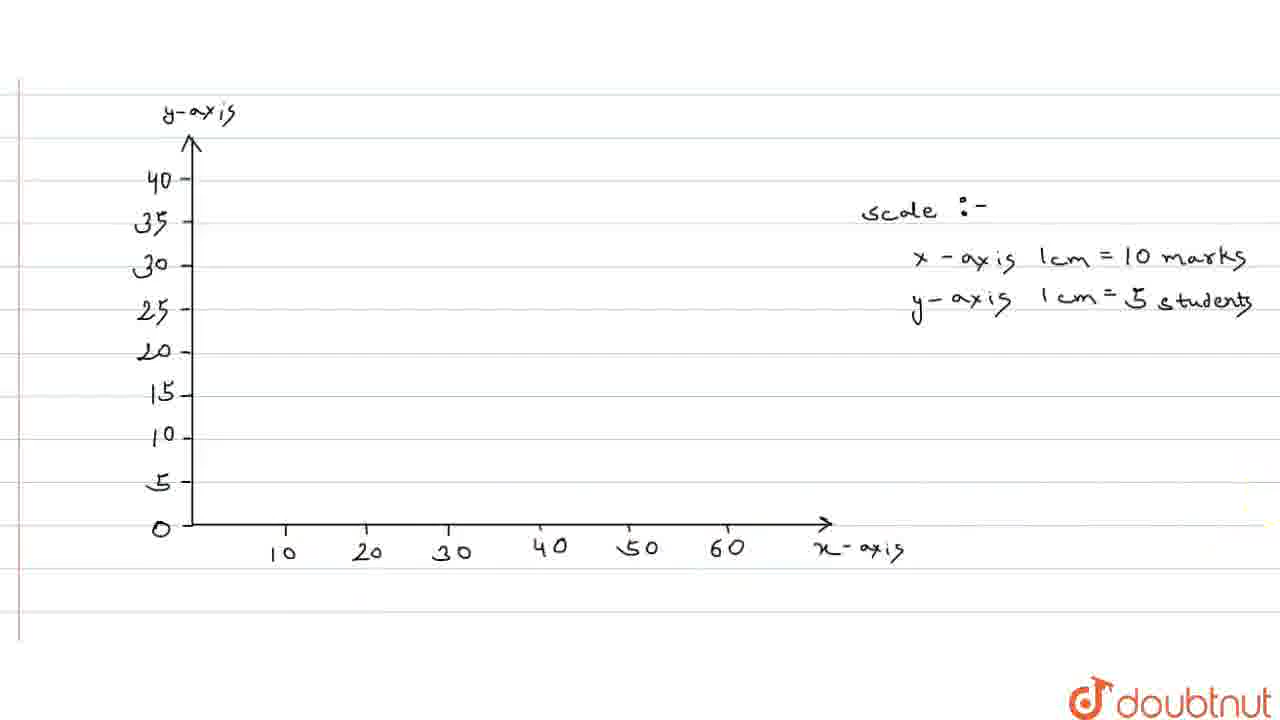 y-axis
40
35
30
25
20
15
10
5
0
10 20 30 40 50 60 x-axis
scale :-
x-axis 1cm = 10 marks
y-axis 1cm = 5 students
doubtnut